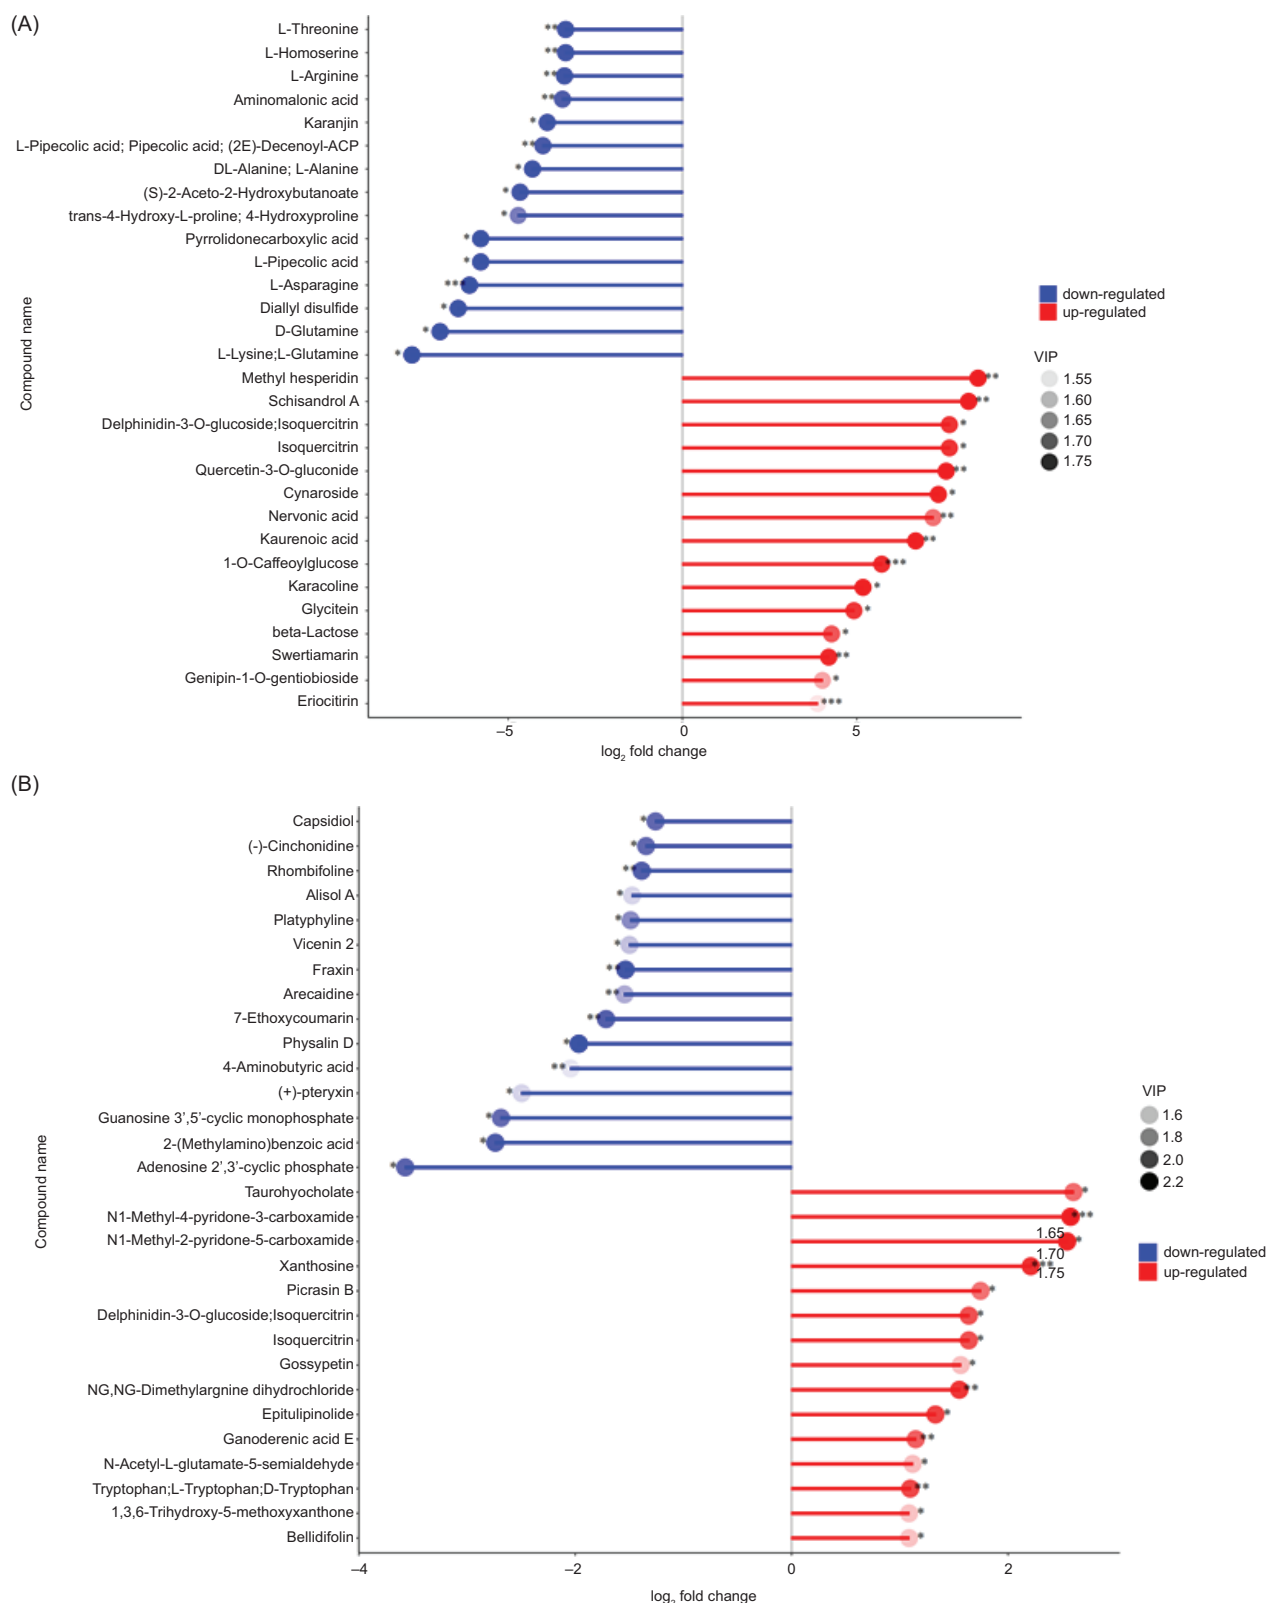 (A)
L-Threonine
L-Homoserine
L-Arginine
Aminomalonic acid
Karanjin
L-Pipecolic acid; Pipecolic acid; (2E)-Decenoyl-ACP
DL-Alanine; L-Alanine
(S)-2-Aceto-2-Hydroxybutanoate
trans-4-Hydroxy-L-proline; 4-Hydroxyproline
Pyrrolidonecarboxylic acid
L-Pipecolic acid
L-Asparagine
Diallyl disulfide
D-Glutamine
L-Lysine;L-Glutamine
Methyl hesperidin
Schisandrol A
Delphinidin-3-O-glucoside;Isoquercitrin
Isoquercitrin
Quercetin-3-O-gluconide
Cynaroside
Nervonic acid
Kaurenoic acid
1-O-Caffeoylglucose
Karacoline
Glycitein
beta-Lactose
Swertiamarin
Genipin-1-O-gentiobioside
Eriocitirin
Compound name
–5 0 5
log2 fold change
down-regulated
up-regulated
VIP
1.55
1.60
1.65
1.70
1.75
(B)
Capsidiol
(-)-Cinchonidine
Rhombifoline
Alisol A
Platyphyline
Vicenin 2
Fraxin
Arecaidine
7-Ethoxycoumarin
Physalin D
4-Aminobutyric acid
(+)-pteryxin
Guanosine 3’,5’-cyclic monophosphate
2-(Methylamino)benzoic acid
Adenosine 2’,3’-cyclic phosphate
Taurohyocholate
N1-Methyl-4-pyridone-3-carboxamide
N1-Methyl-2-pyridone-5-carboxamide
Xanthosine
Picrasin B
Delphinidin-3-O-glucoside;Isoquercitrin
Isoquercitrin
Gossypetin
NG,NG-Dimethylargnine dihydrochloride
Epitulipinolide
Ganoderenic acid E
N-Acetyl-L-glutamate-5-semialdehyde
Tryptophan;L-Tryptophan;D-Tryptophan
1,3,6-Trihydroxy-5-methoxyxanthone
Bellidifolin
Compound name
1.65
1.70
1.75
–4 –2 0 2
log2 fold change
VIP
1.6
1.8
2.0
2.2
down-regulated
up-regulated